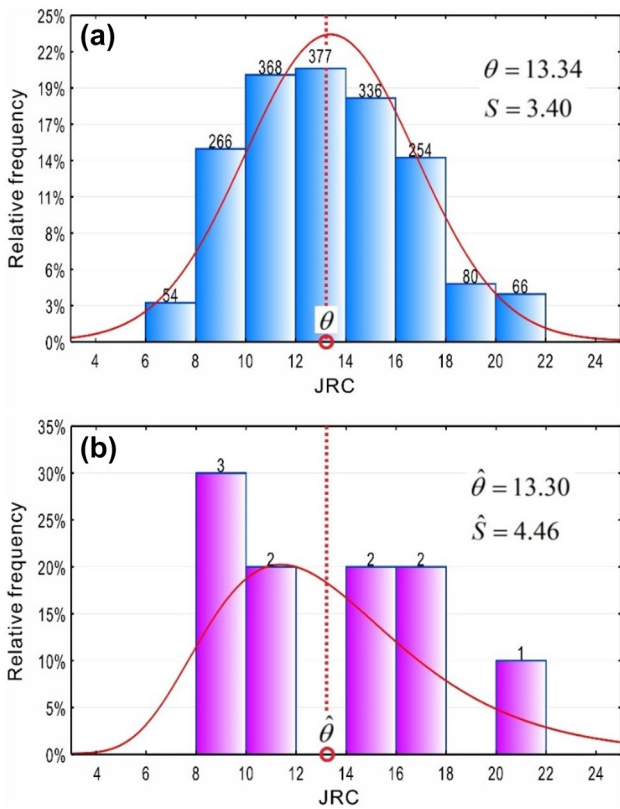 (a)
θ = 13.34
S = 3.40
Relative frequency
25%
22%
19%
17%
14%
11%
8%
6%
3%
0%
54
266
368
377
336
254
80
66
θ
4 6 8 10 12 14 16 18 20 22 24
JRC
(b)
θ̂ = 13.30
Ŝ = 4.46
Relative frequency
35%
30%
25%
20%
15%
10%
5%
0%
3
2
2
2
1
θ̂
4 6 8 10 12 14 16 18 20 22 24
JRC